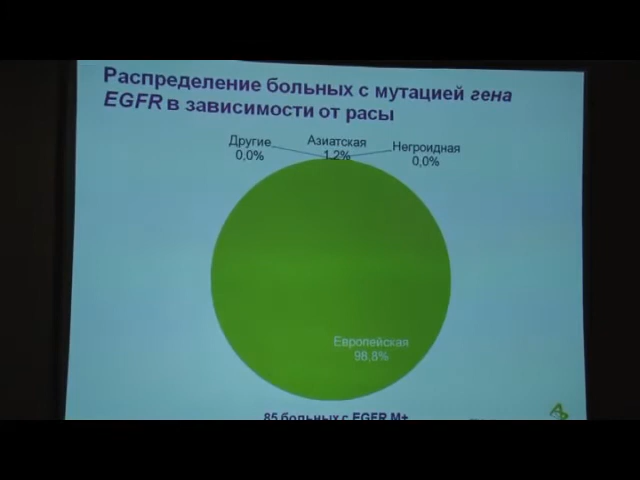 Распределение больных с мутацией гена
EGFR в зависимости от расы
Другие
0,0%
Азиатская
1,2%
Негроидная
0,0%
Европейская
98,8%
85 больных с EGFR M+